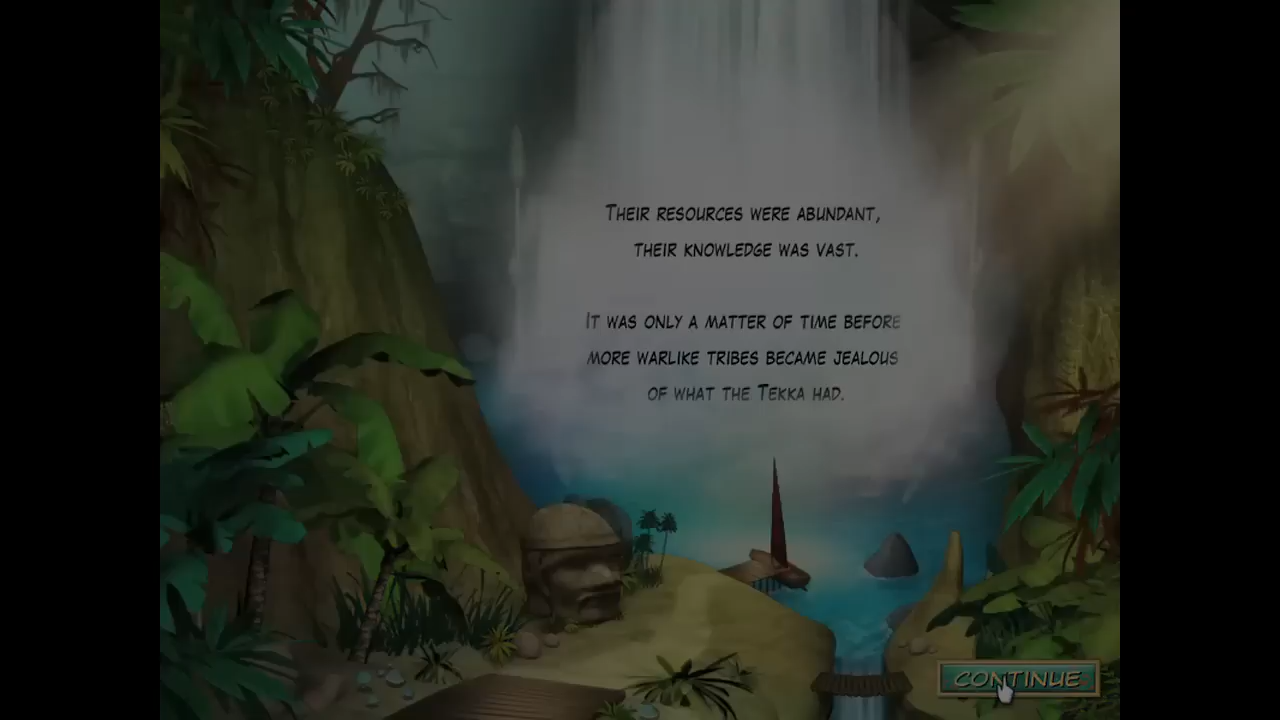 Their resources were abundant,
their knowledge was vast.
It was only a matter of time before
more warlike tribes became jealous
of what the Tekka had.
CONTINUE